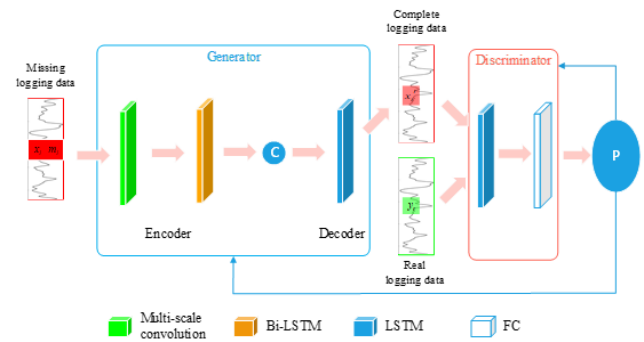 Complete
logging data
Generator
Discriminator
Missing
logging data
C
P
Encoder
Decoder
Real
logging data
Multi-scale
convolution
Bi-LSTM
LSTM
FC